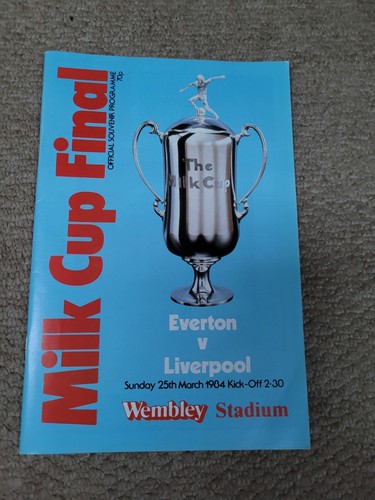 Milk Cup Final
OFFICIAL SOUVENIR PROGRAMME
70p
The
Milk Cup
Everton
v
Liverpool
Sunday 25th March 1984 Kick-Off 2-30
Wembley Stadium